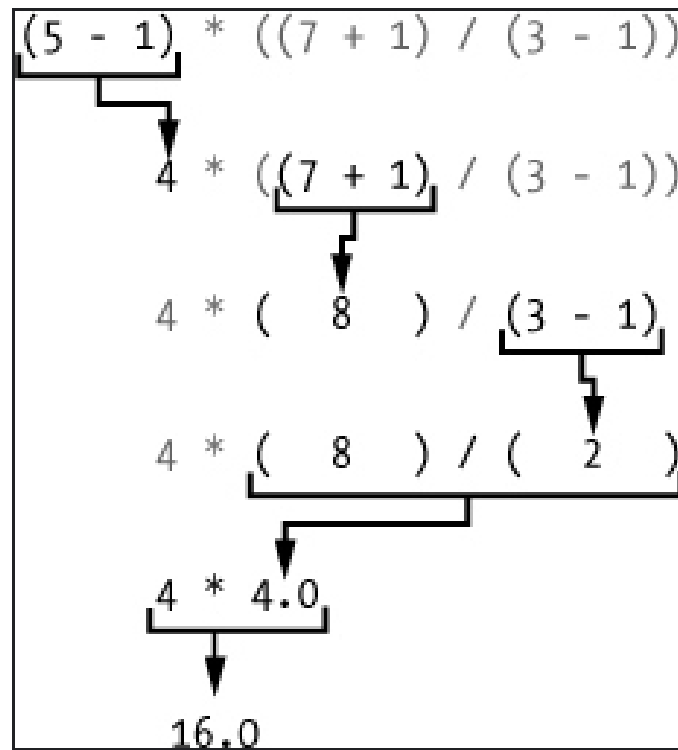 (5 - 1) * ((7 + 1) / (3 - 1))
4 * ((7 + 1) / (3 - 1))
4 * ( 8 ) / (3 - 1)
4 * ( 8 ) / ( 2 )
4 * 4.0
16.0